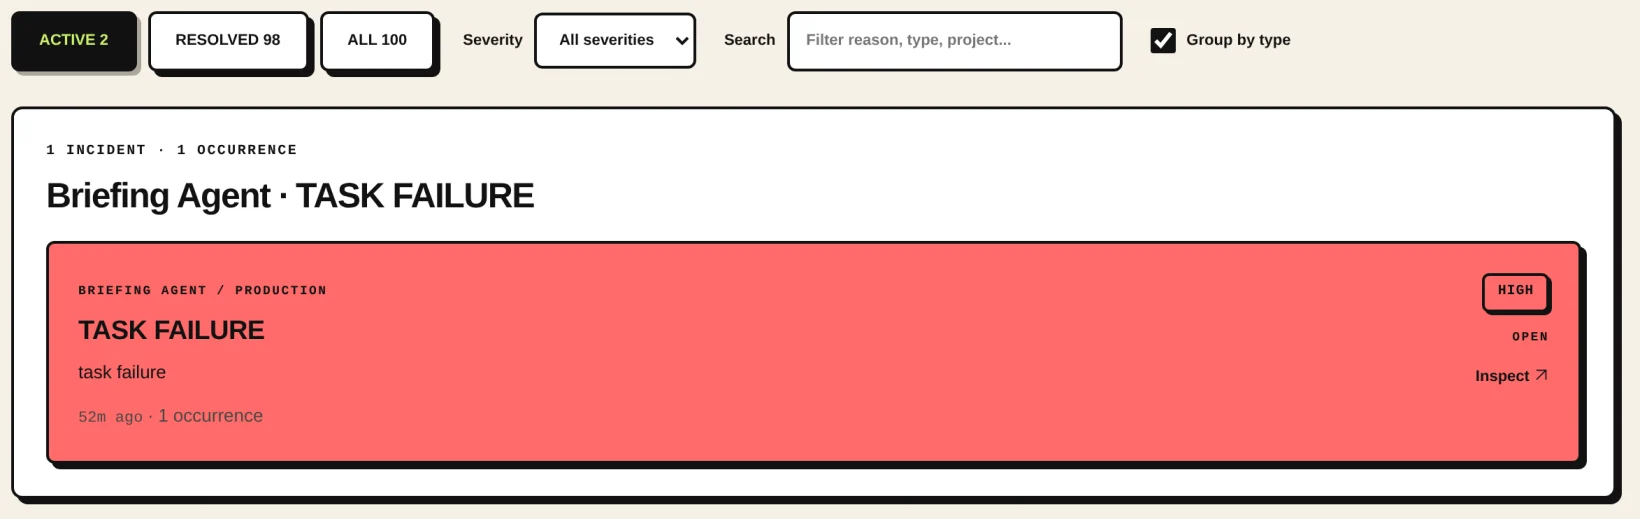 ACTIVE 2 RESOLVED 98 ALL 100 Severity All severities Search Filter reason, type, project... Group by type
1 INCIDENT · 1 OCCURRENCE
Briefing Agent · TASK FAILURE
BRIEFING AGENT / PRODUCTION HIGH
TASK FAILURE OPEN
task failure Inspect ↗
52m ago · 1 occurrence